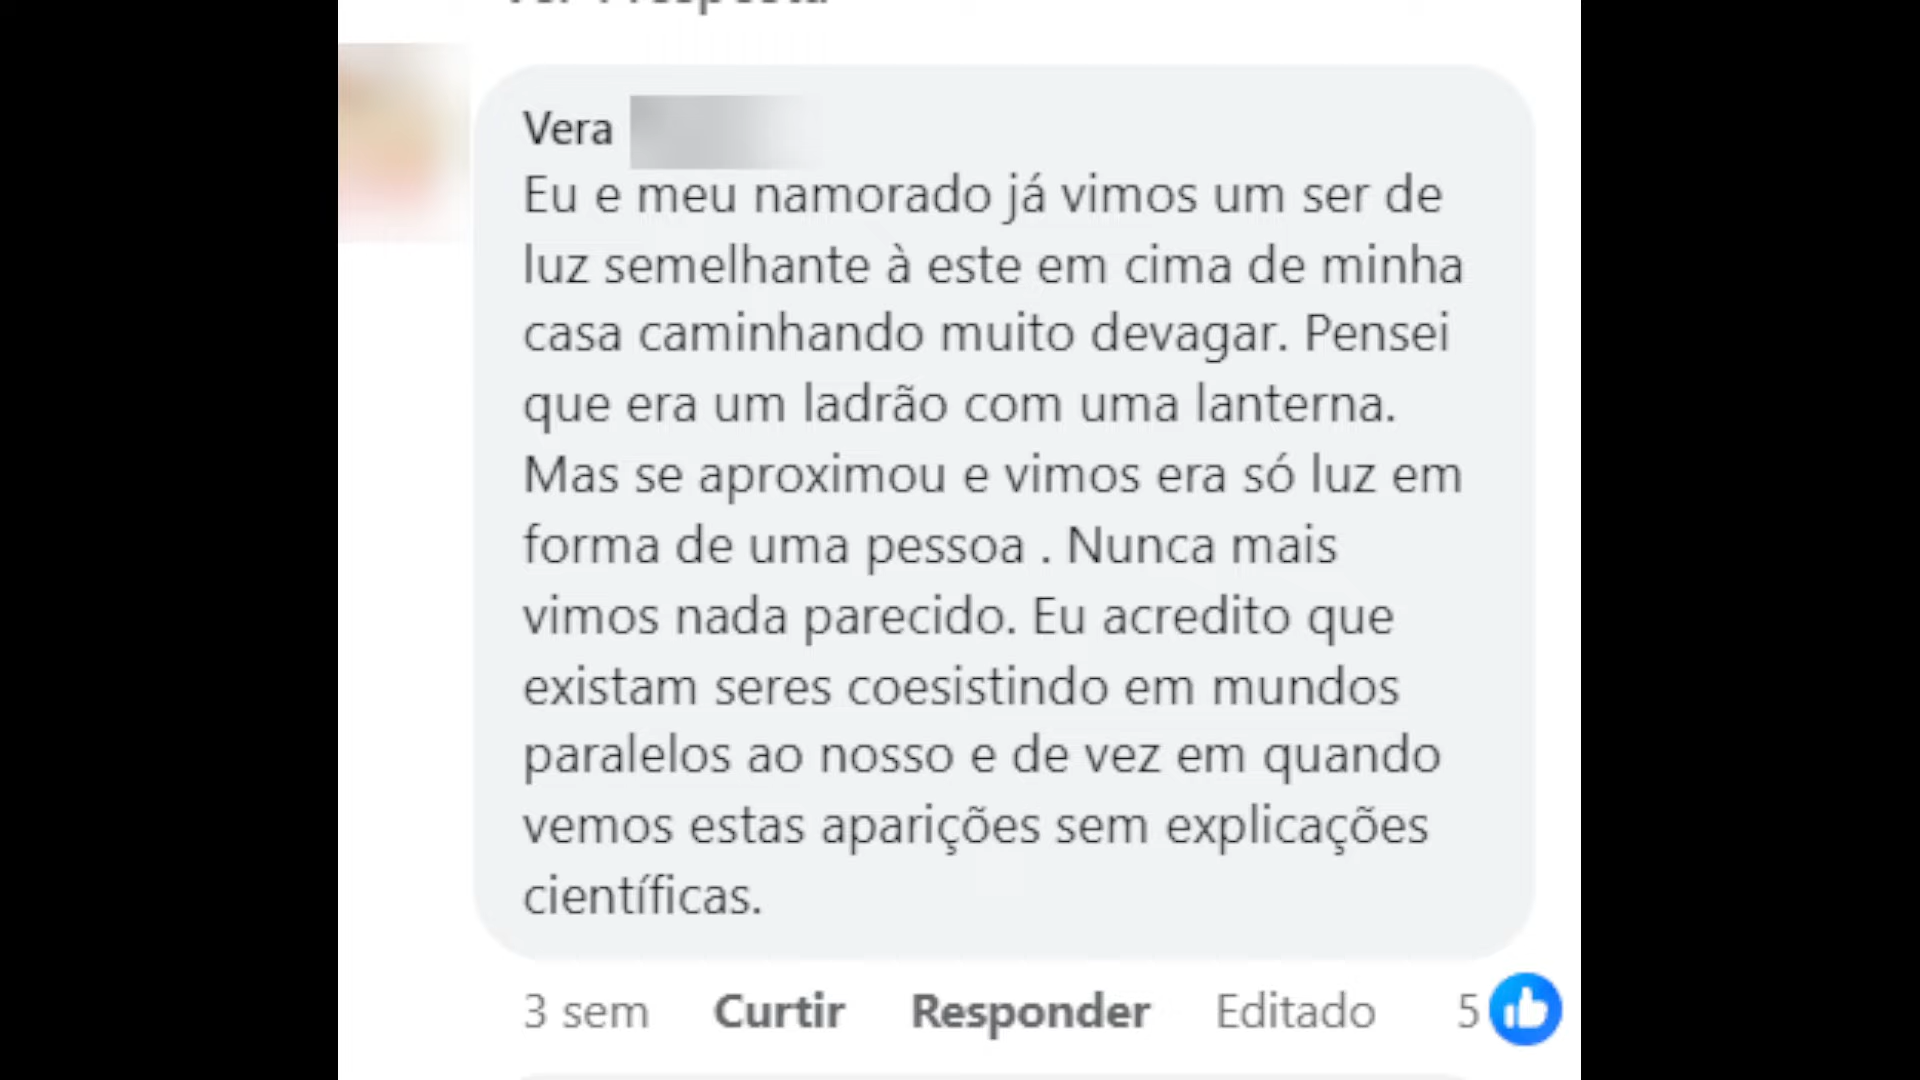 Vera
Eu e meu namorado já vimos um ser de
luz semelhante à este em cima de minha
casa caminhando muito devagar. Pensei
que era um ladrão com uma lanterna.
Mas se aproximou e vimos era só luz em
forma de uma pessoa . Nunca mais
vimos nada parecido. Eu acredito que
existam seres coesistindo em mundos
paralelos ao nosso e de vez em quando
vemos estas aparições sem explicações
científicas.
3 sem Curtir Responder Editado 5